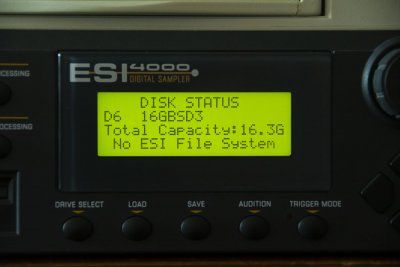 ESI 4000
DIGITAL SAMPLER
DISK STATUS
D6 16GBSD3
Total Capacity:16.3G
No ESI File System
DRIVE SELECT
LOAD
SAVE
AUDITION
TRIGGER MODE